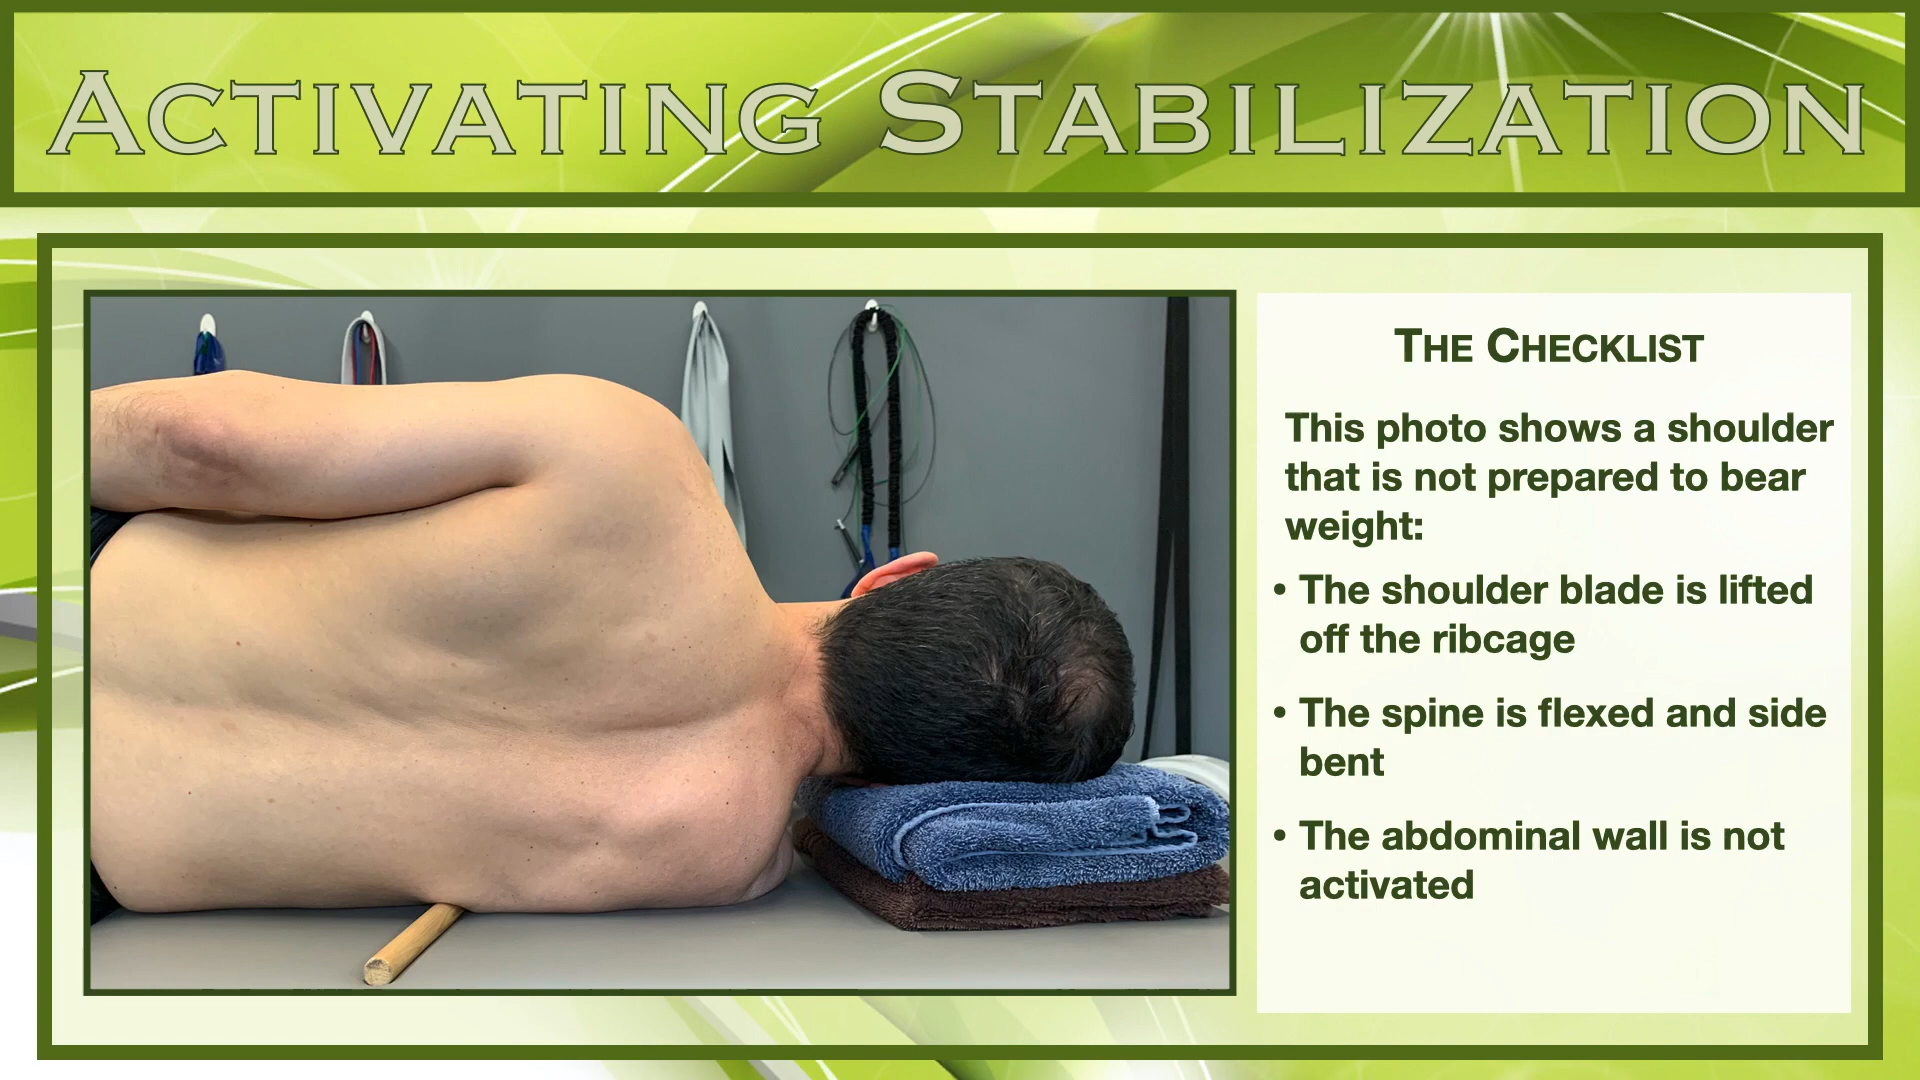 ACTIVATING STABILIZATION
THE CHECKLIST
This photo shows a shoulder
that is not prepared to bear
weight:
• The shoulder blade is lifted
off the ribcage
• The spine is flexed and side
bent
• The abdominal wall is not
activated